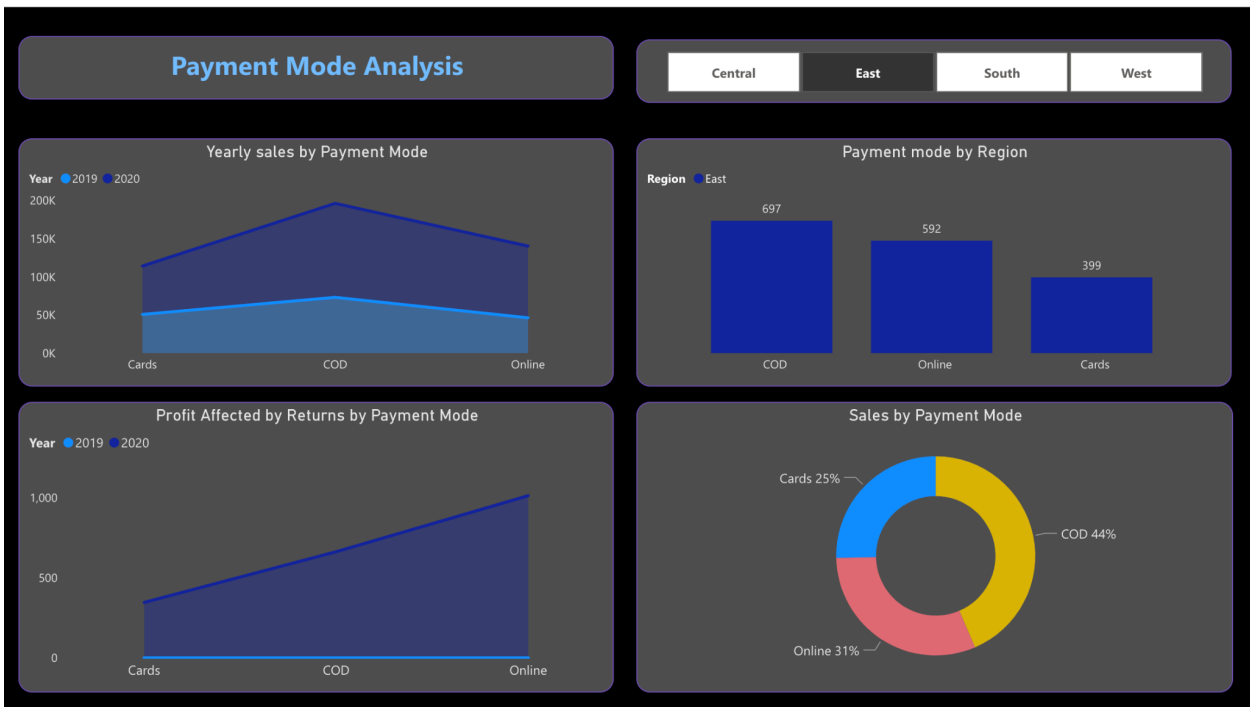 Payment Mode Analysis
Central East South West
Yearly sales by Payment Mode
Year 2019 2020
200K
150K
100K
50K
0K
Cards COD Online
Payment mode by Region
Region East
697
592
399
COD Online Cards
Profit Affected by Returns by Payment Mode
Year 2019 2020
1,000
500
0
Cards COD Online
Sales by Payment Mode
Cards 25%
COD 44%
Online 31%